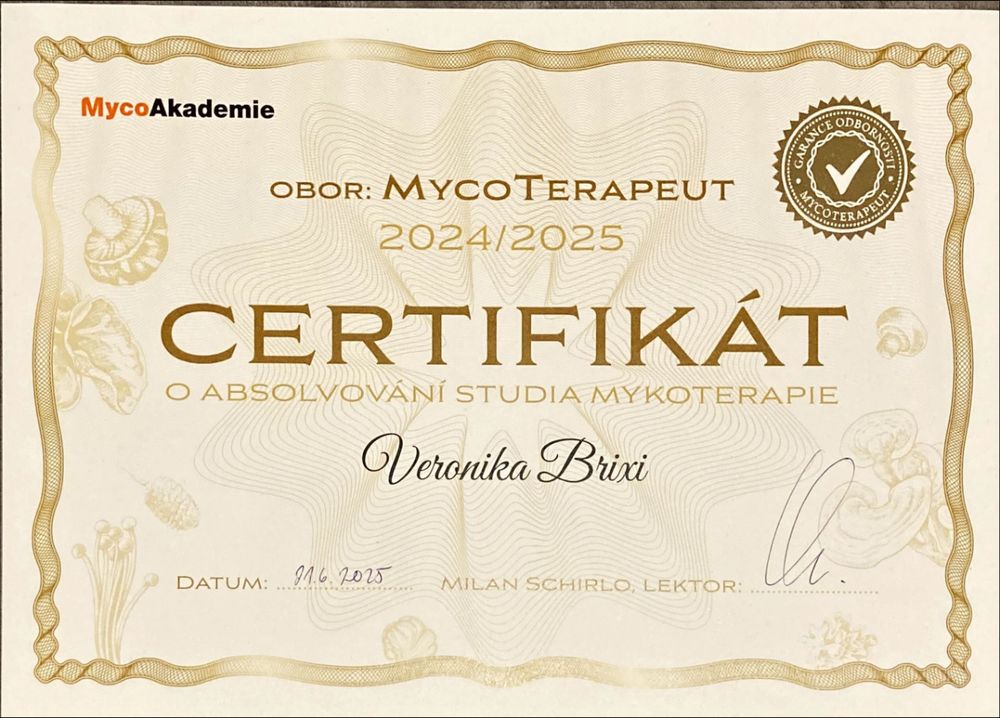 MycoAkademie
GARANCE ODBORNOSTI
MYCOTERAPEUT
OBOR: MYCOTERAPEUT
2024/2025
CERTIFIKÁT
O ABSOLVOVÁNÍ STUDIA MYKOTERAPIE
Veronika Brixi
DATUM: 21.6.2025
MILAN SCHIRLO, LEKTOR: